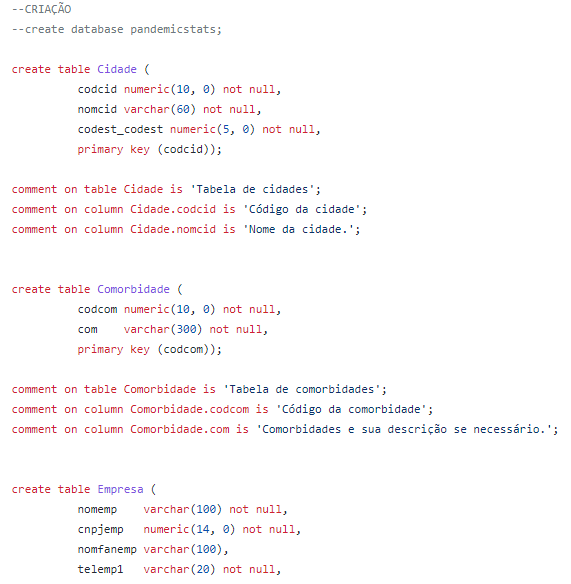 --CRIAÇÃO
--create database pandemicstats;
create table Cidade (
codcid numeric(10, 0) not null,
nomcid varchar(60) not null,
codest_codest numeric(5, 0) not null,
primary key (codcid));
comment on table Cidade is 'Tabela de cidades';
comment on column Cidade.codcid is 'Código da cidade';
comment on column Cidade.nomcid is 'Nome da cidade.';
create table Comorbidade (
codcom numeric(10, 0) not null,
com    varchar(300) not null,
primary key (codcom));
comment on table Comorbidade is 'Tabela de comorbidades';
comment on column Comorbidade.codcom is 'Código da comorbidade';
comment on column Comorbidade.com is 'Comorbidades e sua descrição se necessário.';
create table Empresa (
nomemp    varchar(100) not null,
cnpjemp   numeric(14, 0) not null,
nomfanemp varchar(100),
telemp1   varchar(20) not null,